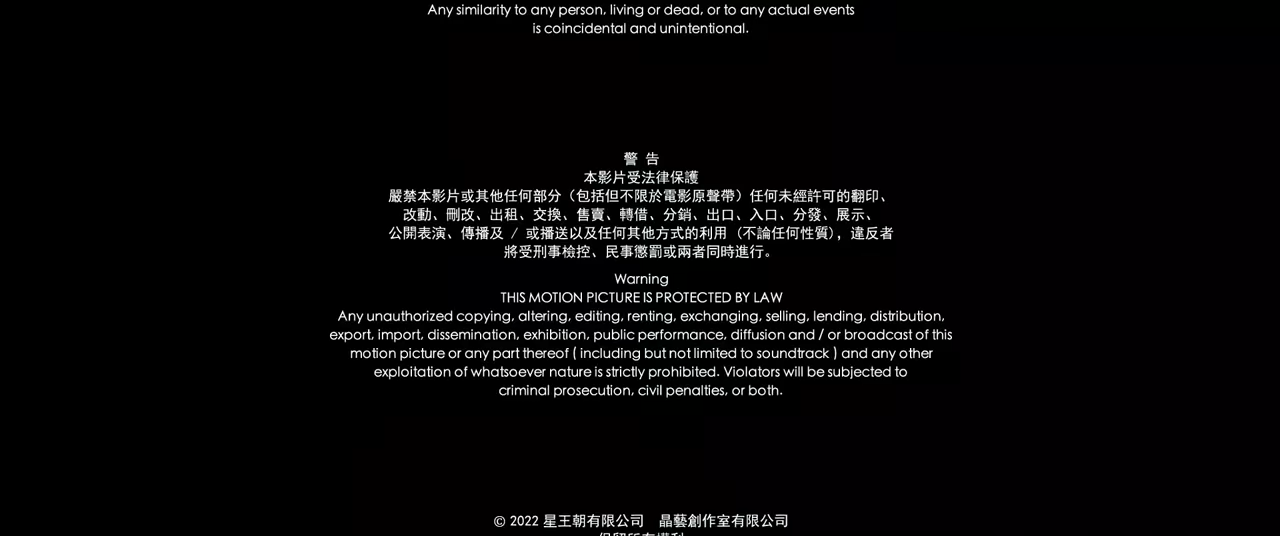 Any similarity to any person, living or dead, or to any actual events
is coincidental and unintentional.
警 告
本影片受法律保護
嚴禁本影片或其他任何部分（包括但不限於電影原聲帶）任何未經許可的翻印、
改動、刪改、出租、交換、售賣、轉借、分銷、出口、入口、分發、展示、
公開表演、傳播及 / 或播送以及任何其他方式的利用 (不論任何性質)，違反者
將受刑事檢控、民事懲罰或兩者同時進行。
Warning
THIS MOTION PICTURE IS PROTECTED BY LAW
Any unauthorized copying, altering, editing, renting, exchanging, selling, lending, distribution,
export, import, dissemination, exhibition, public performance, diffusion and / or broadcast of this
motion picture or any part thereof ( including but not limited to soundtrack ) and any other
exploitation of whatsoever nature is strictly prohibited. Violators will be subjected to
criminal prosecution, civil penalties, or both.
© 2022 星王朝有限公司 晶藝創作室有限公司